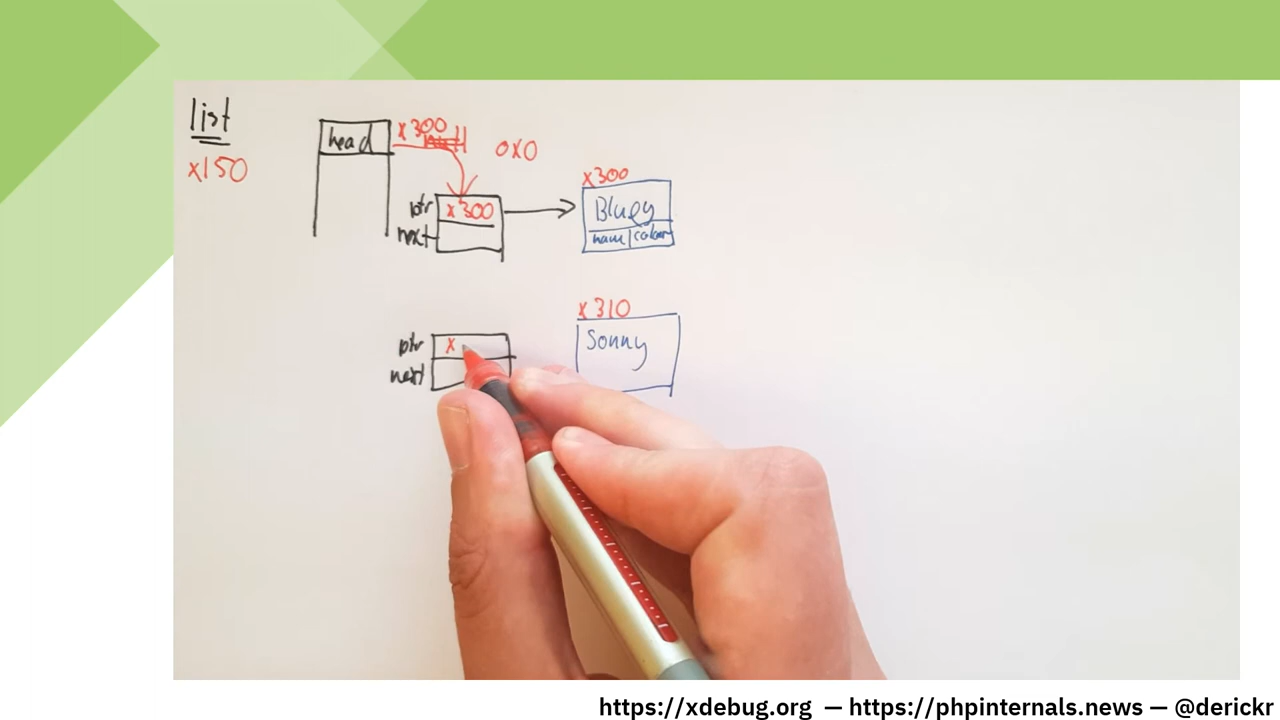 list
x150
head
x300
0x0
ptr
x300
next
x300
Bluey
name | colour
ptr
x
next
x310
Sonny
https://xdebug.org — https://phpinternals.news — @derickr